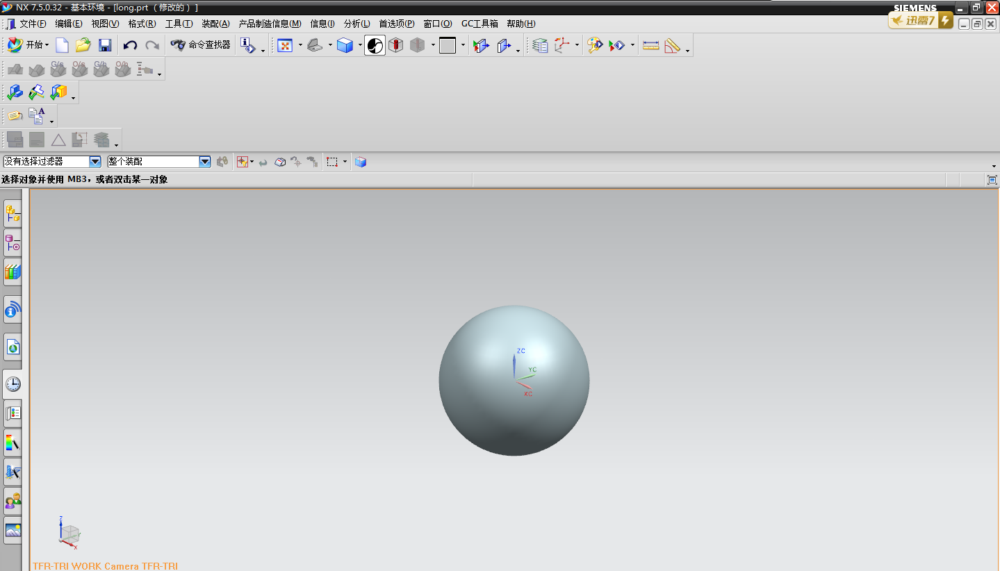 NX 7.5.0.32 - 基本环境 - [long.prt （修改的） ]
SIEMENS
文件(F) 编辑(E) 视图(V) 格式(R) 工具(T) 装配(A) 产品制造信息(M) 信息(I) 分析(L) 首选项(P) 窗口(O) GC工具箱 帮助(H)
迅雷7
开始 命令查找器
G/s O/s G/b O/b
A
没有选择过滤器 整个装配
选择对象并使用 MB3，或者双击某一对象
ZC
YC
XC
Z
Y
X
TFR-TRI WORK Camera TFR-TRI